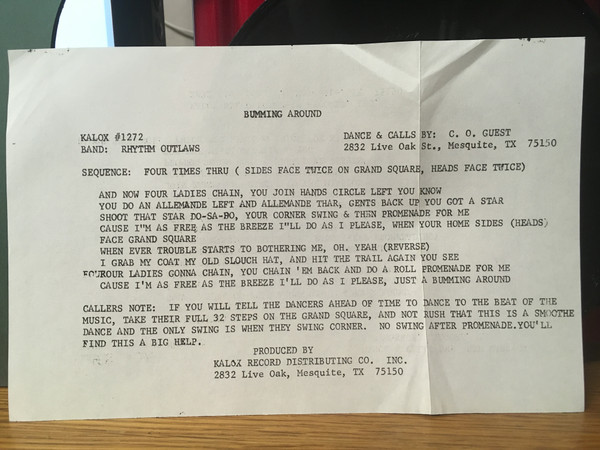 BUMMING AROUND
KALOX #1272 DANCE & CALLS BY: C. O. GUEST
BAND: RHYTHM OUTLAWS 2832 Live Oak St., Mesquite, TX 75150
SEQUENCE: FOUR TIMES THRU ( SIDES FACE TWICE ON GRAND SQUARE, HEADS FACE TWICE)
AND NOW FOUR LADIES CHAIN, YOU JOIN HANDS CIRCLE LEFT YOU KNOW
YOU DO AN ALLEMANDE LEFT AND ALLEMANDE THAR, GENTS BACK UP YOU GOT A STAR
SHOOT THAT STAR DO-SA-DO, YOUR CORNER SWING & THEN PROMENADE FOR ME
CAUSE I'M AS FREE AS THE BREEZE I"LL DO AS I PLEASE, WHEN YOUR HOME SIDES (HEADS)
FACE GRAND SQUARE
WHEN EVER TROUBLE STARTS TO BOTHERING ME, OH. YEAH (REVERSE)
I GRAB MY COAT MY OLD SLOUCH HAT, AND HIT THE TRAIL AGAIN YOU SEE
FOUROUR LADIES GONNA CHAIN, YOU CHAIN 'EM BACK AND DO A ROLL PROMENADE FOR ME
CAUSE I'M AS FREE AS THE BREEZE I'LL DO AS I PLEASE, JUST A BUMMING AROUND
CALLERS NOTE: IF YOU WILL TELL THE DANCERS AHEAD OF TIME TO DANCE TO THE BEAT OF THE
MUSIC, TAKE THEIR FULL 32 STEPS ON THE GRAND SQUARE, AND NOT RUSH THAT THIS IS A SMOOTHE
DANCE AND THE ONLY SWING IS WHEN THEY SWING CORNER. NO SWING AFTER PROMENADE.YOU'LL
FIND THIS A BIG HELP.
PRODUCED BY
KALOX RECORD DISTRIBUTING CO. INC.
2832 Live Oak, Mesquite, TX 75150